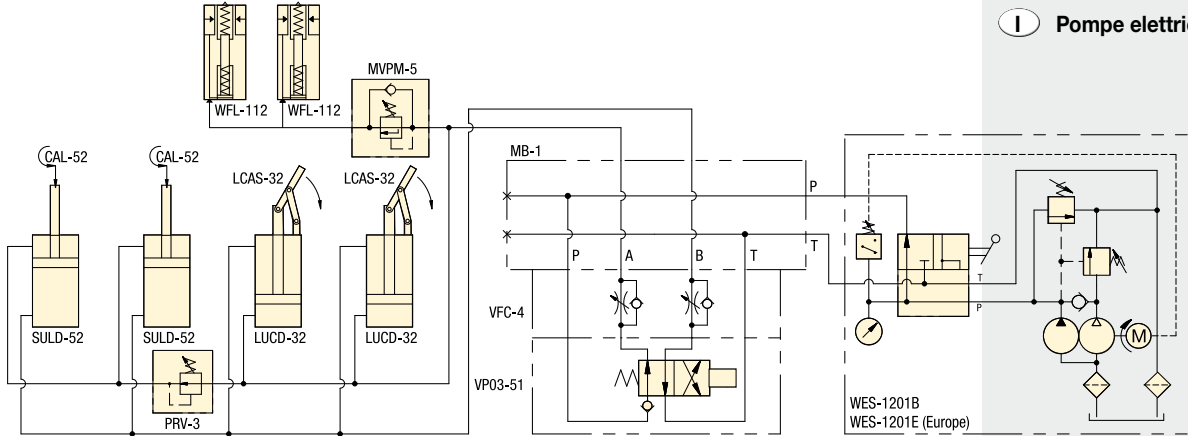 I Pompe elettri
WFL-112 WFL-112
MVPM-5
CAL-52 CAL-52
LCAS-32 LCAS-32
MB-1
P
T
P A B T
T
P
VFC-4
M
SULD-52 SULD-52 LUCD-32 LUCD-32
VP03-51
PRV-3
WES-1201B
WES-1201E (Europe)